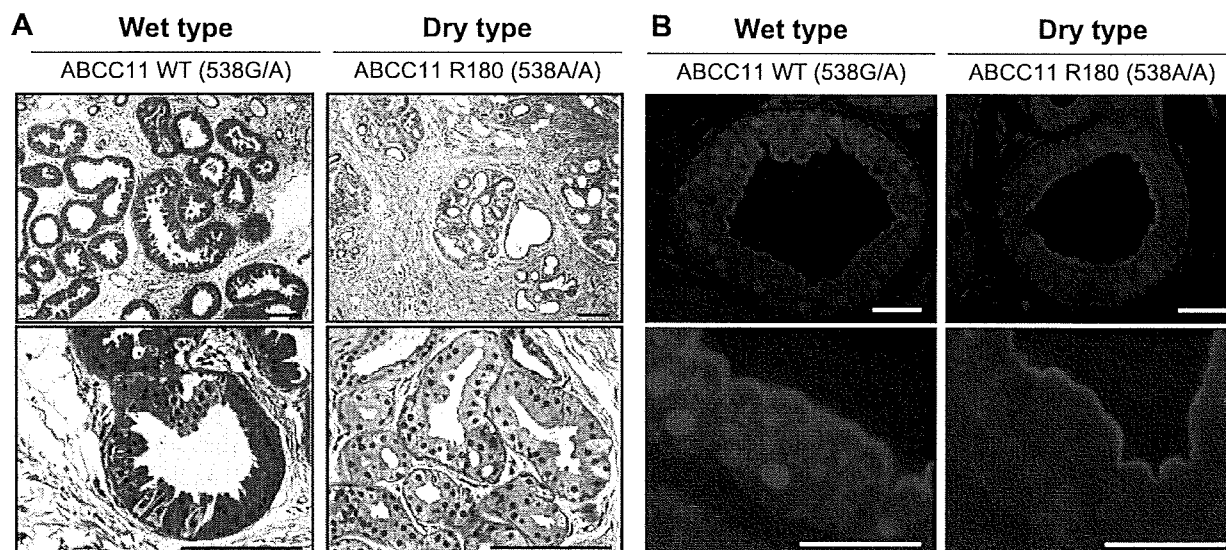 A
Wet type
Dry type
ABCC11 WT (538G/A)
ABCC11 R180 (538A/A)
B
Wet type
Dry type
ABCC11 WT (538G/A)
ABCC11 R180 (538A/A)